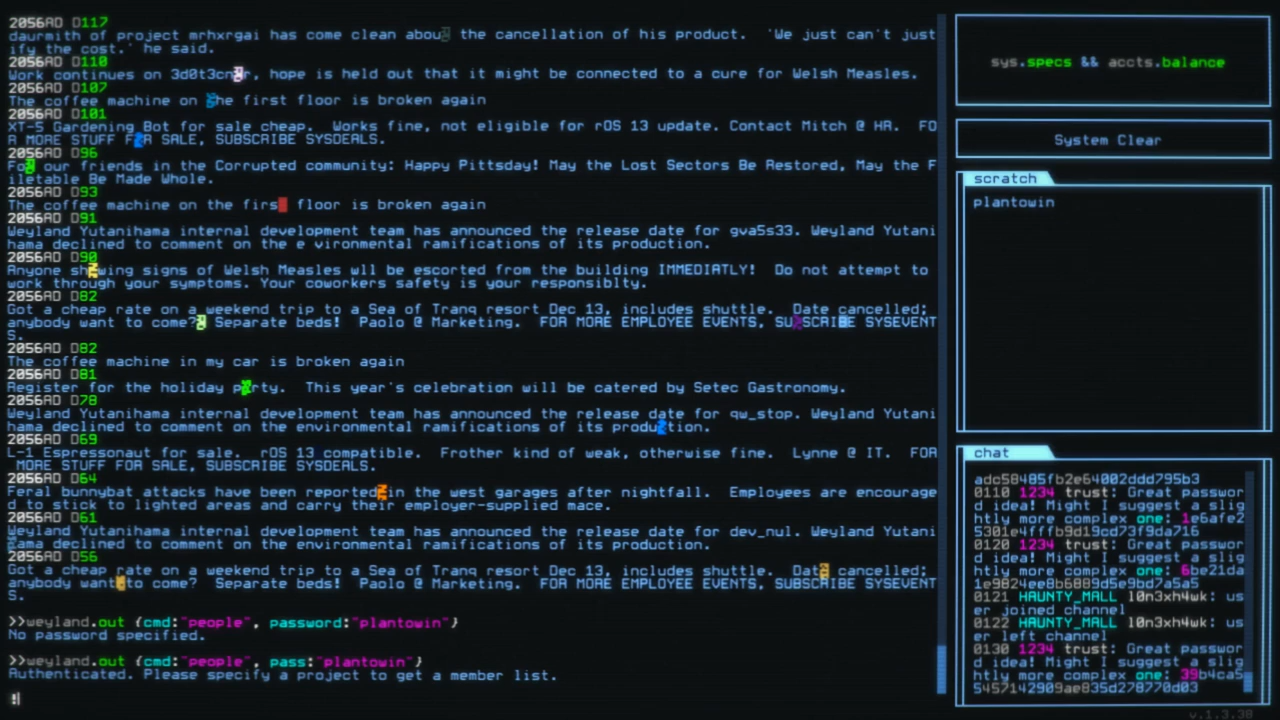 2056AD D117
daurmith of project mrhxrgai has come clean abou the cancellation of his product.  'We just can't just
ify the cost.' he said.
2056AD D110
Work continues on 3d0t3cn r, hope is held out that it might be connected to a cure for Welsh Measles.
2056AD D107
The coffee machine on  he first floor is broken again
2056AD D101
XT-5 Gardening Bot for sale cheap.  Works fine, not eligible for rOS 13 update. Contact Mitch @ HR.  FO
R MORE STUFF F R SALE, SUBSCRIBE SYSDEALS.
2056AD D96
Fo  our friends in the Corrupted community: Happy Pittsday! May the Lost Sectors Be Restored, May the F
iletable Be Made Whole.
2056AD D93
The coffee machine on the firs  floor is broken again
2056AD D91
Weyland Yutanihama internal development team has announced the release date for gva5s33. Weyland Yutani
hama declined to comment on the e vironmental ramifications of its production.
2056AD D90
Anyone sh wing signs of Welsh Measles wll be escorted from the building IMMEDIATLY!  Do not attempt to
work through your symptoms. Your coworkers safety is your responsiblty.
2056AD D82
Got a cheap rate on a weekend trip to a Sea of Tranq resort Dec 13, includes shuttle.  Date cancelled;
anybody want to come?  Separate beds!  Paolo @ Marketing.  FOR MORE EMPLOYEE EVENTS, SU SCRIBE SYSEVENT
S.
2056AD D82
The coffee machine in my car is broken again
2056AD D81
Register for the holiday p rty.  This year's celebration will be catered by Setec Gastronomy.
2056AD D78
Weyland Yutanihama internal development team has announced the release date for qw_stop. Weyland Yutani
hama declined to comment on the environmental ramifications of its produ tion.
2056AD D69
L-1 Espressonaut for sale.  rOS 13 compatible.  Frother kind of weak, otherwise fine.  Lynne @ IT.  FOR
MORE STUFF FOR SALE, SUBSCRIBE SYSDEALS.
2056AD D64
Feral bunnybat attacks have been reported in the west garages after nightfall.  Employees are encourage
d to stick to lighted areas and carry their employer-supplied mace.
2056AD D61
Weyland Yutanihama internal development team has announced the release date for dev_nul. Weyland Yutani
hama declined to comment on the environmental ramifications of its production.
2056AD D56
Got a cheap rate on a weekend trip to a Sea of Tranq resort Dec 13, includes shuttle.  Dat  cancelled;
anybody want to come?  Separate beds!  Paolo @ Marketing.  FOR MORE EMPLOYEE EVENTS, SUBSCRIBE SYSEVENT
S.
>>weyland.out {cmd:"people", password:"plantowin"}
No password specified.
>>weyland.out {cmd:"people", pass:"plantowin"}
Authenticated. Please specify a project to get a member list.
sys.specs && accts.balance
System Clear
scratch
plantowin
chat
adc58485fb2e64002ddd795b3
0110 1234 trust: Great passwor
d idea! Might I suggest a slig
htly more complex one: 1e6afe2
5301e4fffb9d19cd73f9da716
0120 1234 trust: Great passwor
d idea! Might I suggest a slig
htly more complex one: 6be21da
1e9824ee8b6889d5e9bd7a5a5
0121 HAUNTY_MALL l0n3xh4wk: us
er joined channel
0122 HAUNTY_MALL l0n3xh4wk: us
er left channel
0130 1234 trust: Great passwor
d idea! Might I suggest a slig
htly more complex one: 39b4ca5
5457142909ae835d278770d03
v.1.3.38